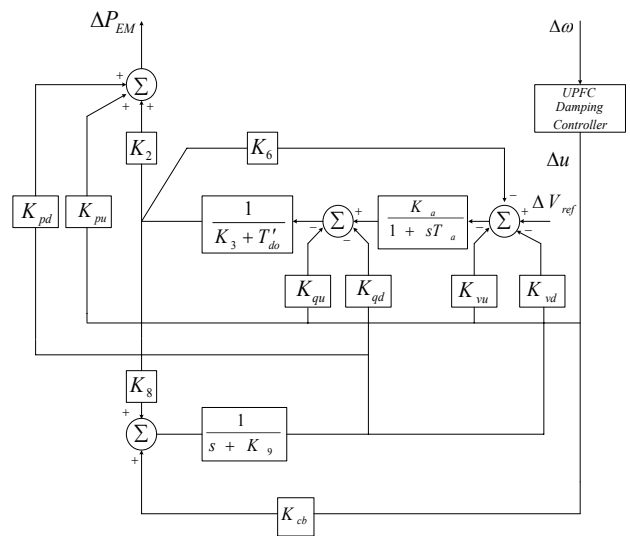 ΔP_EM
Δω
UPFC
Damping
Controller
Δu
+
Σ
+
+
K_2
K_6
K_pd
K_pu
1
K_3 + T'_do
−
Σ
+
−
K_a
1 + sT_a
−
−
Σ
+
−
ΔV_ref
K_qu
K_qd
K_vu
K_vd
K_8
+
Σ
+
1
s + K_9
K_cb